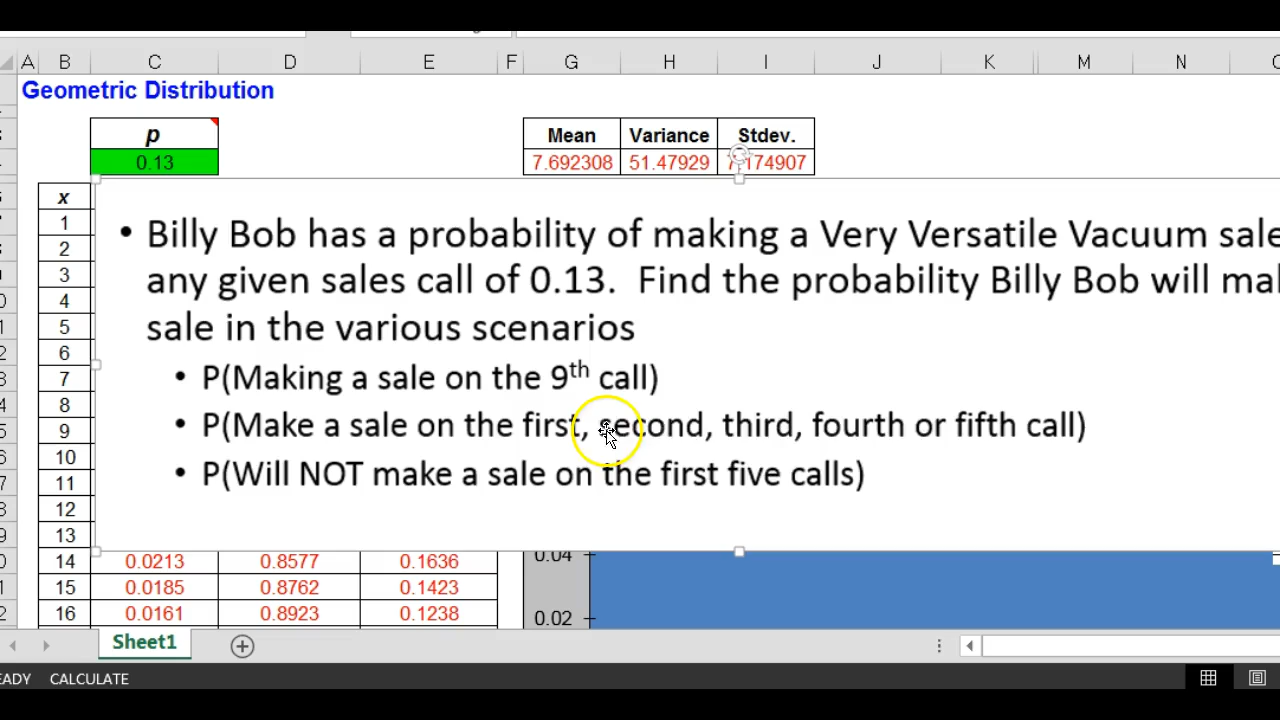 A B C D E F G H I J K L M N
Geometric Distribution
p Mean Variance Stdev.
0.13 7.692308 51.47929
x
1
Billy Bob has a probability of making a Very Versatile Vacuum
2
any given sales call of 0.13. Find the probability Billy Bob will
3
4
sale in the various scenarios
5
6
• P(Making a sale on the 9th call)
7
8
• P(Make a sale on the first, second, third, fourth or fifth call)
9
10
• P(Will NOT make a sale on the first five calls)
11
12
13
14 0.0213 0.8577 0.1636 0.04
15 0.0185 0.8762 0.1423
16 0.0161 0.8923 0.1238 0.02
Sheet1
CALCULATE